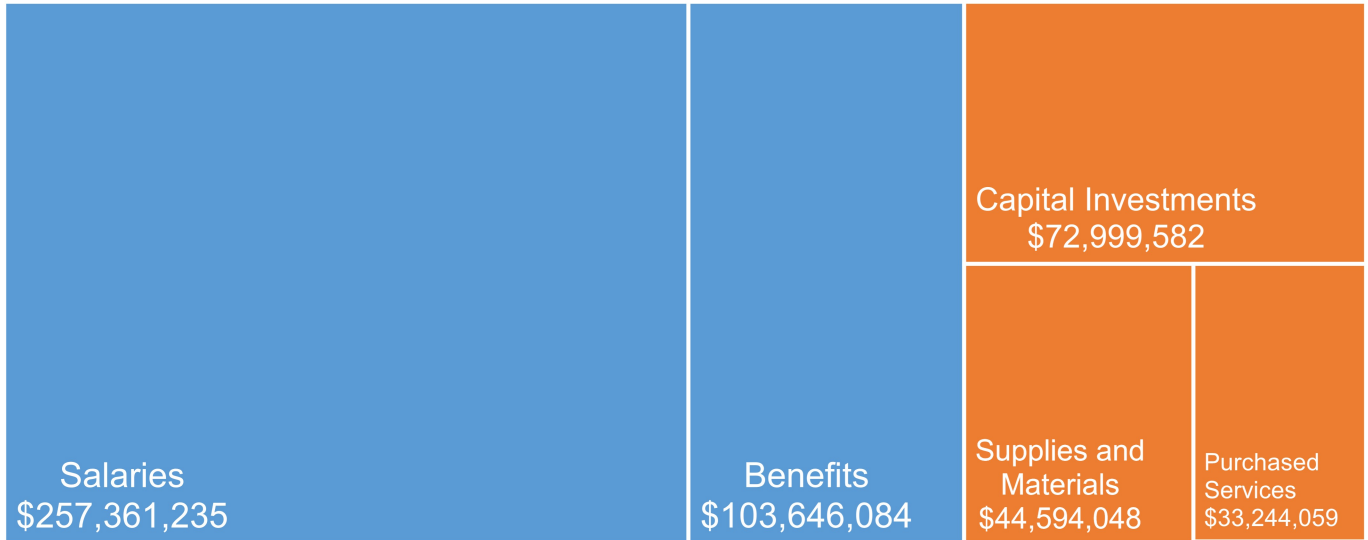 Salaries
$257,361,235
Benefits
$103,646,084
Capital Investments
$72,999,582
Supplies and
Materials
$44,594,048
Purchased
Services
$33,244,059